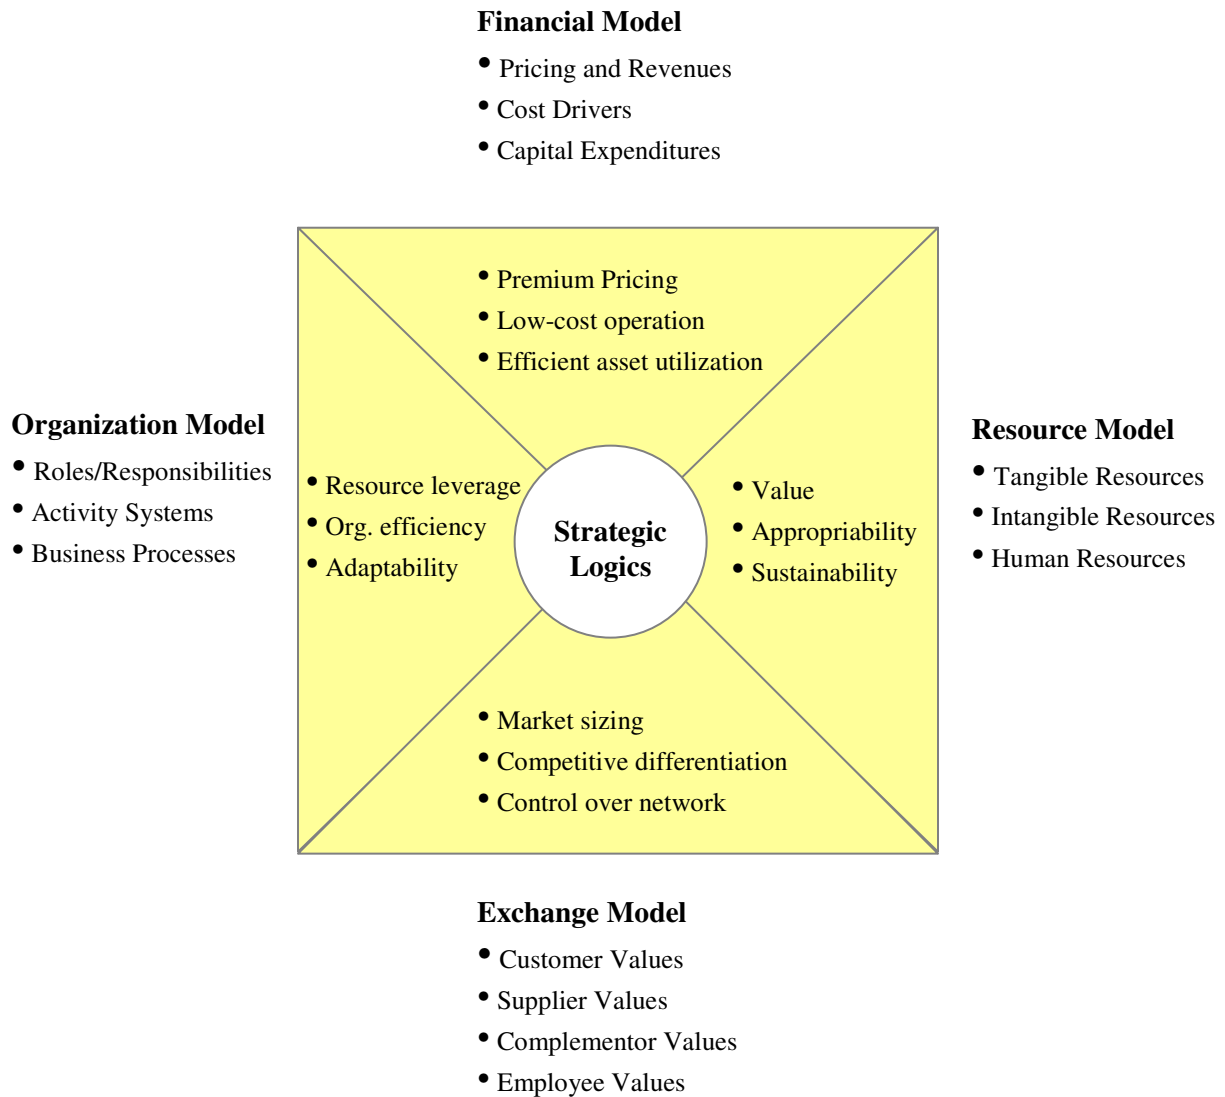 Financial Model
• Pricing and Revenues
• Cost Drivers
• Capital Expenditures
• Premium Pricing
• Low-cost operation
• Efficient asset utilization
Organization Model
• Roles/Responsibilities
• Activity Systems
• Business Processes
• Resource leverage
• Org. efficiency
• Adaptability
Strategic
Logics
• Value
• Appropriability
• Sustainability
Resource Model
• Tangible Resources
• Intangible Resources
• Human Resources
• Market sizing
• Competitive differentiation
• Control over network
Exchange Model
• Customer Values
• Supplier Values
• Complementor Values
• Employee Values